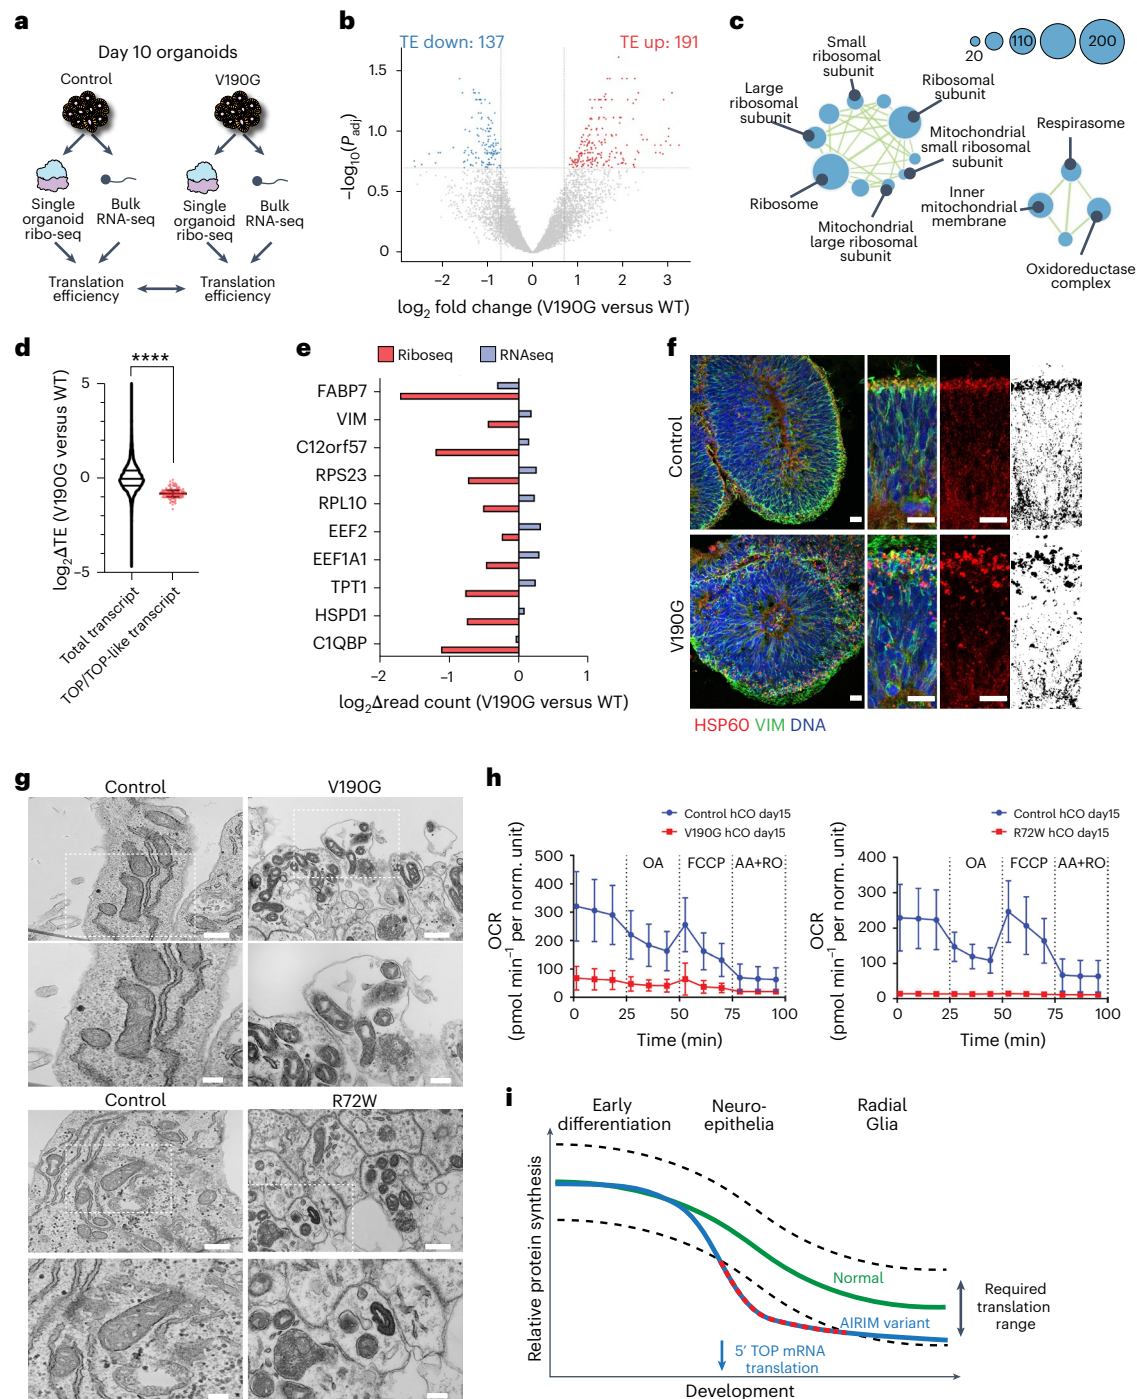 a
Day 10 organoids
Control
V190G
Single
organoid
ribo-seq
Bulk
RNA-seq
Single
organoid
ribo-seq
Bulk
RNA-seq
Translation
efficiency
Translation
efficiency
b
TE down: 137
TE up: 191
1.5
1.0
0.5
0
−log10(Padj)
−2
−1
0
1
2
3
log2 fold change (V190G versus WT)
c
20
110
200
Small
ribosomal
subunit
Ribosomal
subunit
Large
ribosomal
subunit
Mitochondrial
small ribosomal
subunit
Ribosome
Mitochondrial
large ribosomal
subunit
Respirasome
Inner
mitochondrial
membrane
Oxidoreductase
complex
d
****
5
0
−5
log2ΔTE (V190G versus WT)
Total transcript
TOP/TOP-like transcript
e
Riboseq
RNAseq
FABP7
VIM
C12orf57
RPS23
RPL10
EEF2
EEF1A1
TPT1
HSPD1
C1QBP
−2
−1
0
1
log2Δread count (V190G versus WT)
f
Control
V190G
HSP60 VIM DNA
g
Control
V190G
Control
R72W
h
Control hCO day15
V190G hCO day15
500
400
300
200
100
0
OCR
(pmol min−1 per norm. unit)
OA
FCCP
AA+RO
0
25
50
75
100
Time (min)
Control hCO day15
R72W hCO day15
400
300
200
100
0
OCR
(pmol min−1 per norm. unit)
OA
FCCP
AA+RO
0
25
50
75
100
Time (min)
i
Early
differentiation
Neuro-
epithelia
Radial
Glia
Relative protein synthesis
Normal
AIRIM variant
Required
translation
range
5′ TOP mRNA
translation
Development